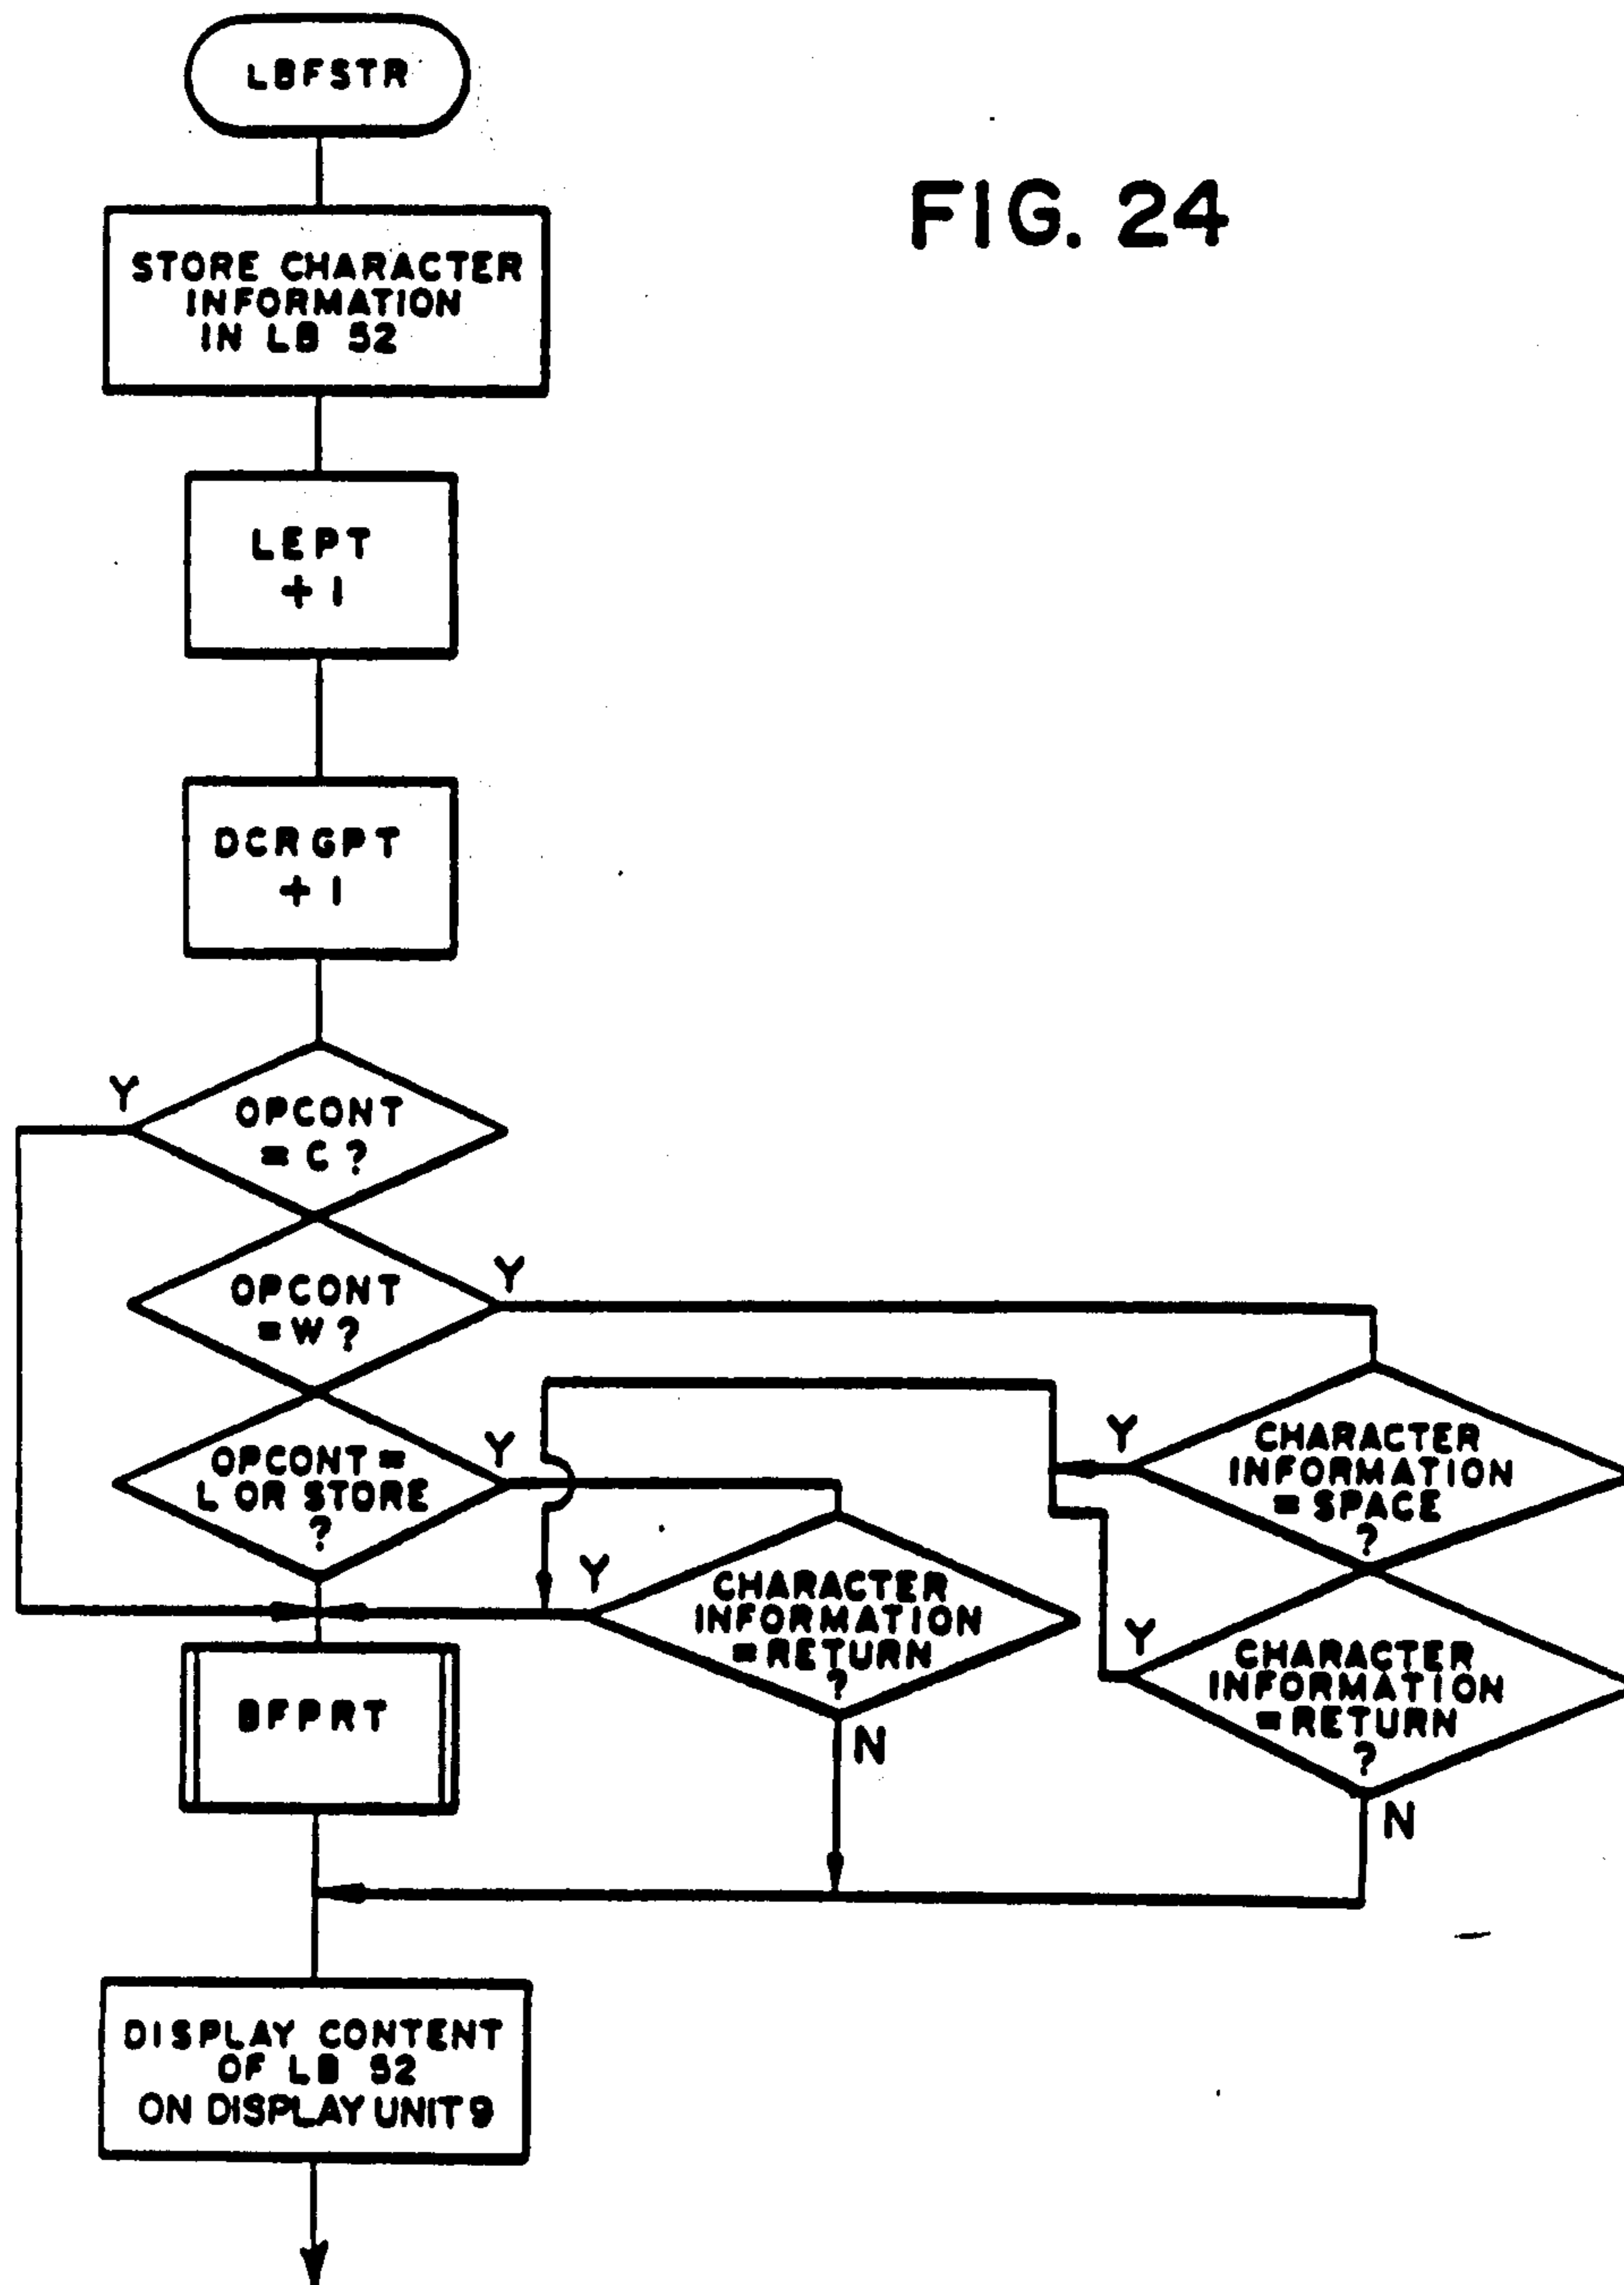 LBFSTR
FIG. 24
STORE CHARACTER
INFORMATION
IN LB 52
LEPT
+ 1
DCRGPT
+ 1
Y
OPCONT
= C ?
Y
OPCONT
= W ?
Y
OPCONT =
L OR STORE
?
Y
CHARACTER
INFORMATION
= SPACE
?
Y
CHARACTER
INFORMATION
= RETURN
?
N
Y
CHARACTER
INFORMATION
= RETURN
?
N
BFPRT
DISPLAY CONTENT
OF LB 52
ON DISPLAY UNIT 9